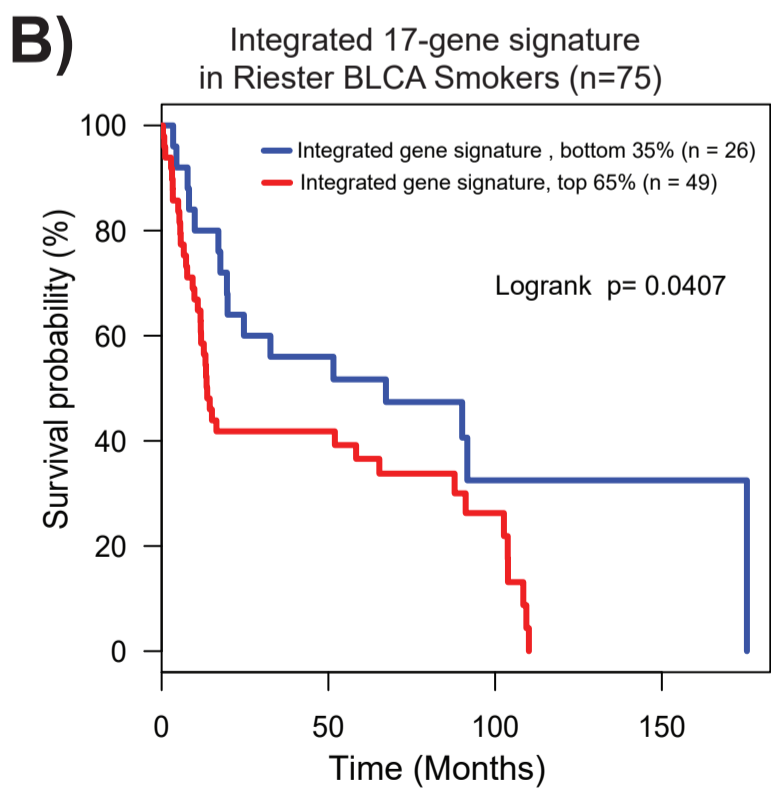 B)
Integrated 17-gene signature
in Riester BLCA Smokers (n=75)
Integrated gene signature , bottom 35% (n = 26)
Integrated gene signature, top 65% (n = 49)
Logrank p= 0.0407
Survival probability (%)
100
80
60
40
20
0
0 50 100 150
Time (Months)